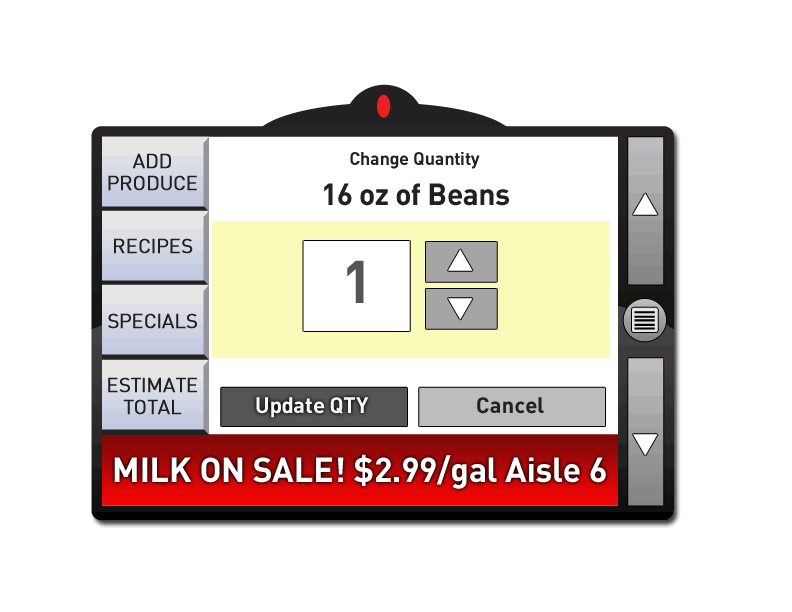 ADD
PRODUCE
RECIPES
SPECIALS
ESTIMATE
TOTAL
Change Quantity
16 oz of Beans
1
Update QTY
Cancel
MILK ON SALE! $2.99/gal Aisle 6